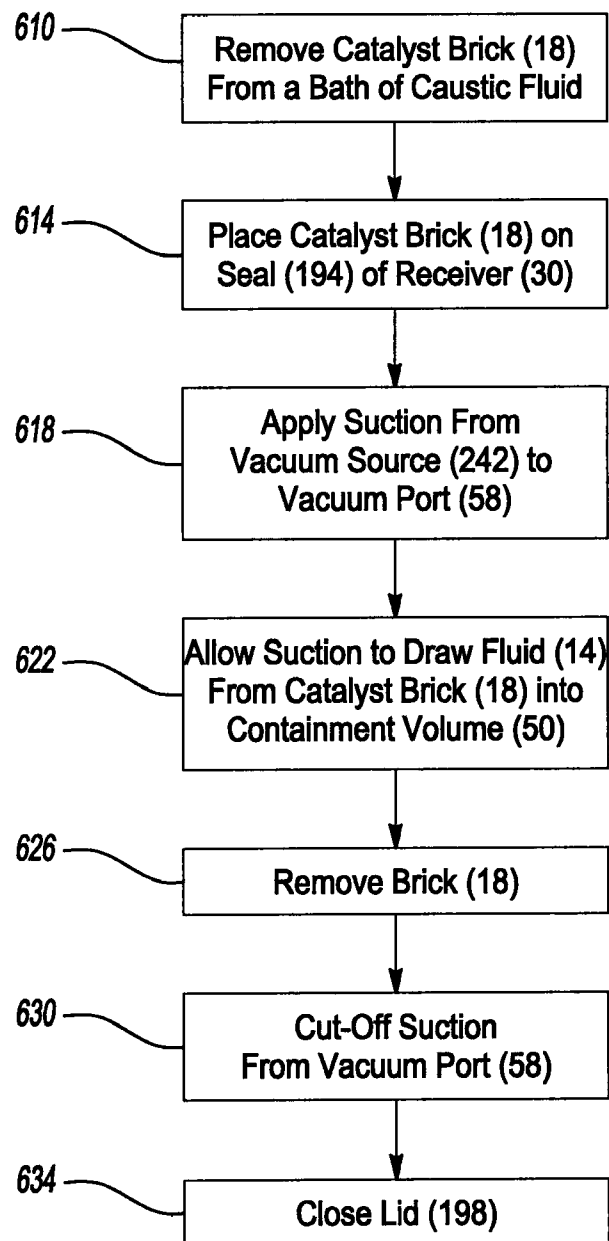 610
Remove Catalyst Brick (18)
From a Bath of Caustic Fluid
614
Place Catalyst Brick (18) on
Seal (194) of Receiver (30)
618
Apply Suction From
Vacuum Source (242) to
Vacuum Port (58)
622
Allow Suction to Draw Fluid (14)
From Catalyst Brick (18) into
Containment Volume (50)
626
Remove Brick (18)
630
Cut-Off Suction
From Vacuum Port (58)
634
Close Lid (198)